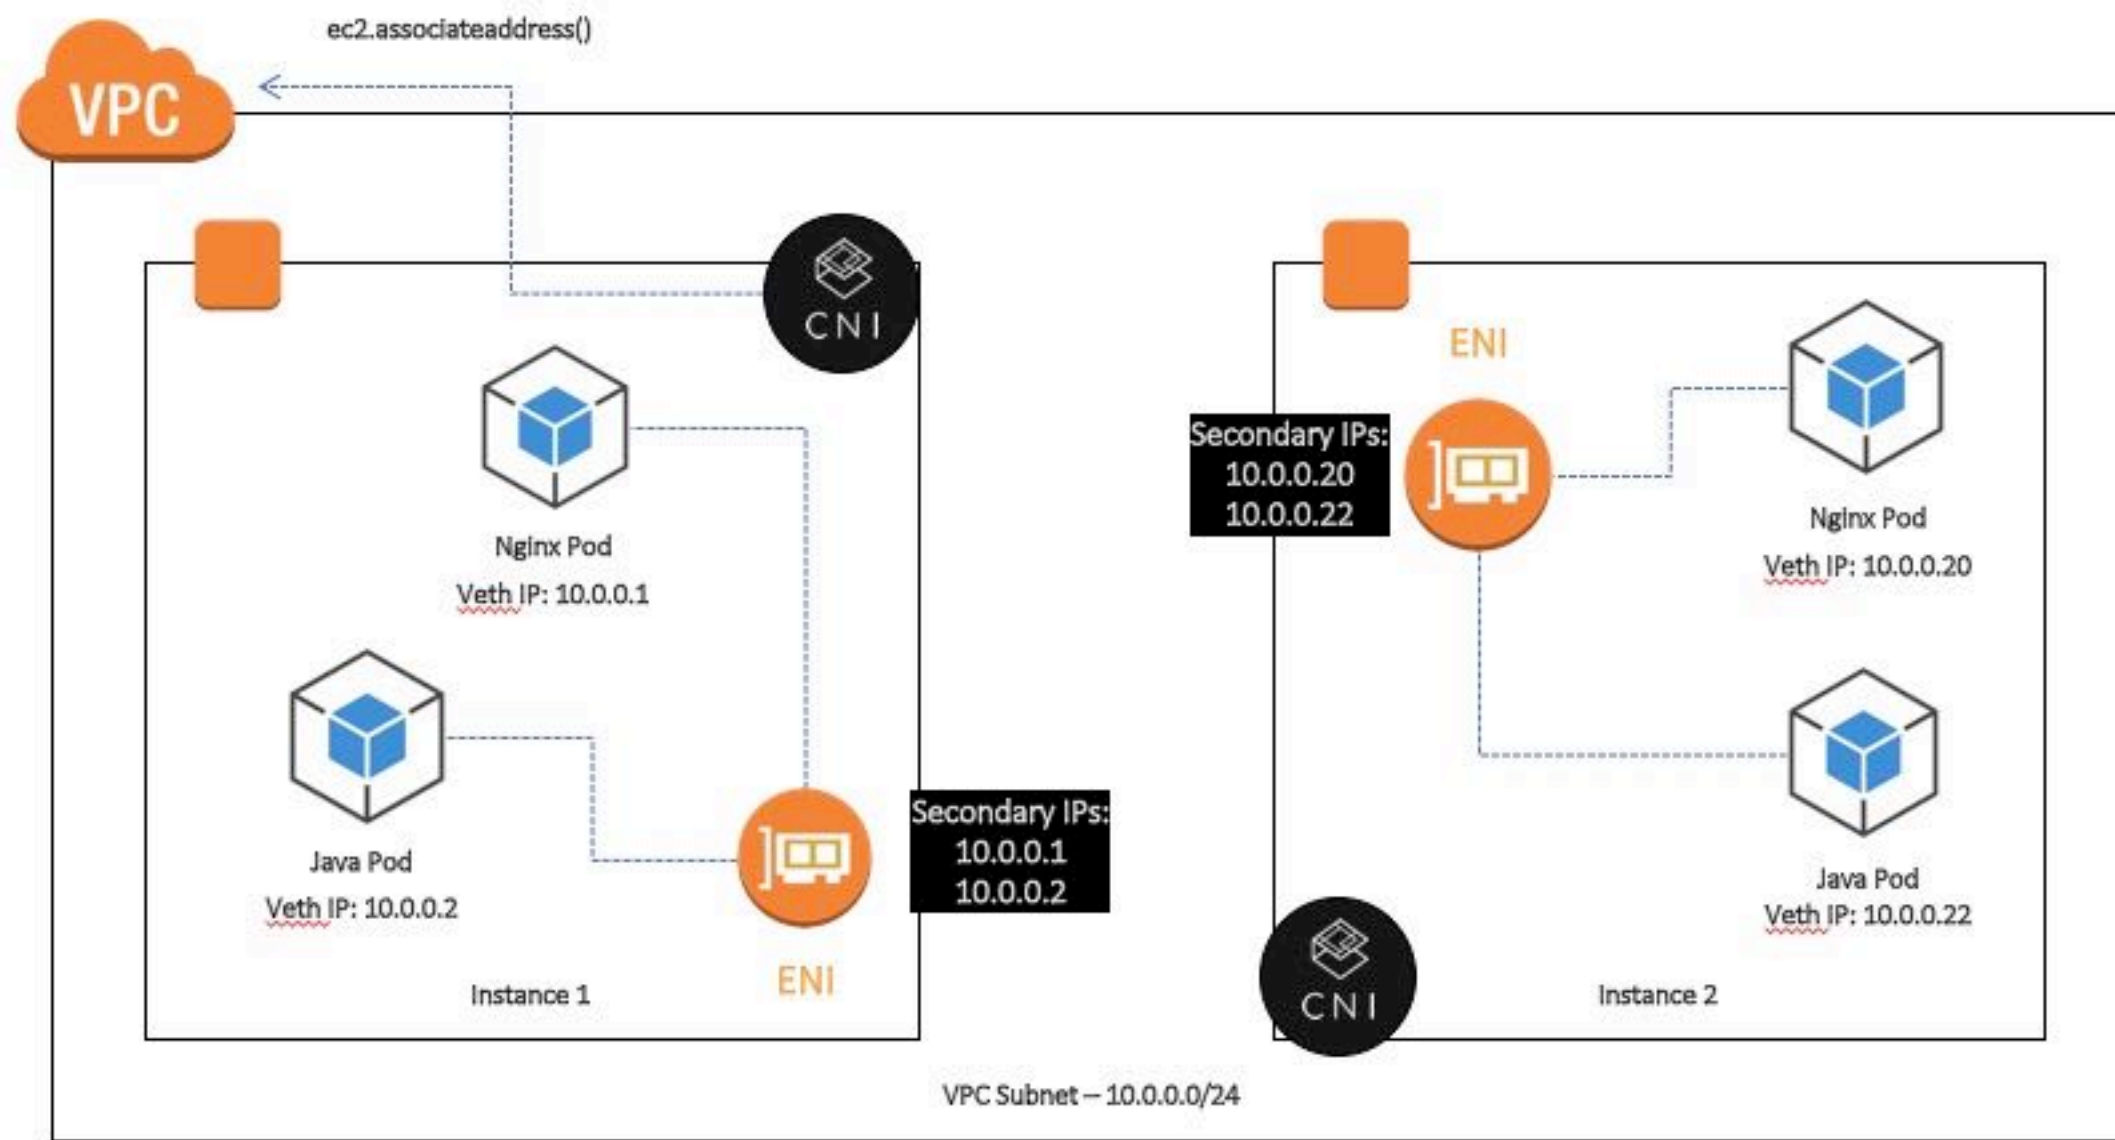 ec2.associateaddress()
VPC
CNI
Nginx Pod
Veth IP: 10.0.0.1
Java Pod
Veth IP: 10.0.0.2
Secondary IPs:
10.0.0.1
10.0.0.2
ENI
Instance 1
ENI
Secondary IPs:
10.0.0.20
10.0.0.22
Nginx Pod
Veth IP: 10.0.0.20
Java Pod
Veth IP: 10.0.0.22
CNI
Instance 2
VPC Subnet – 10.0.0.0/24